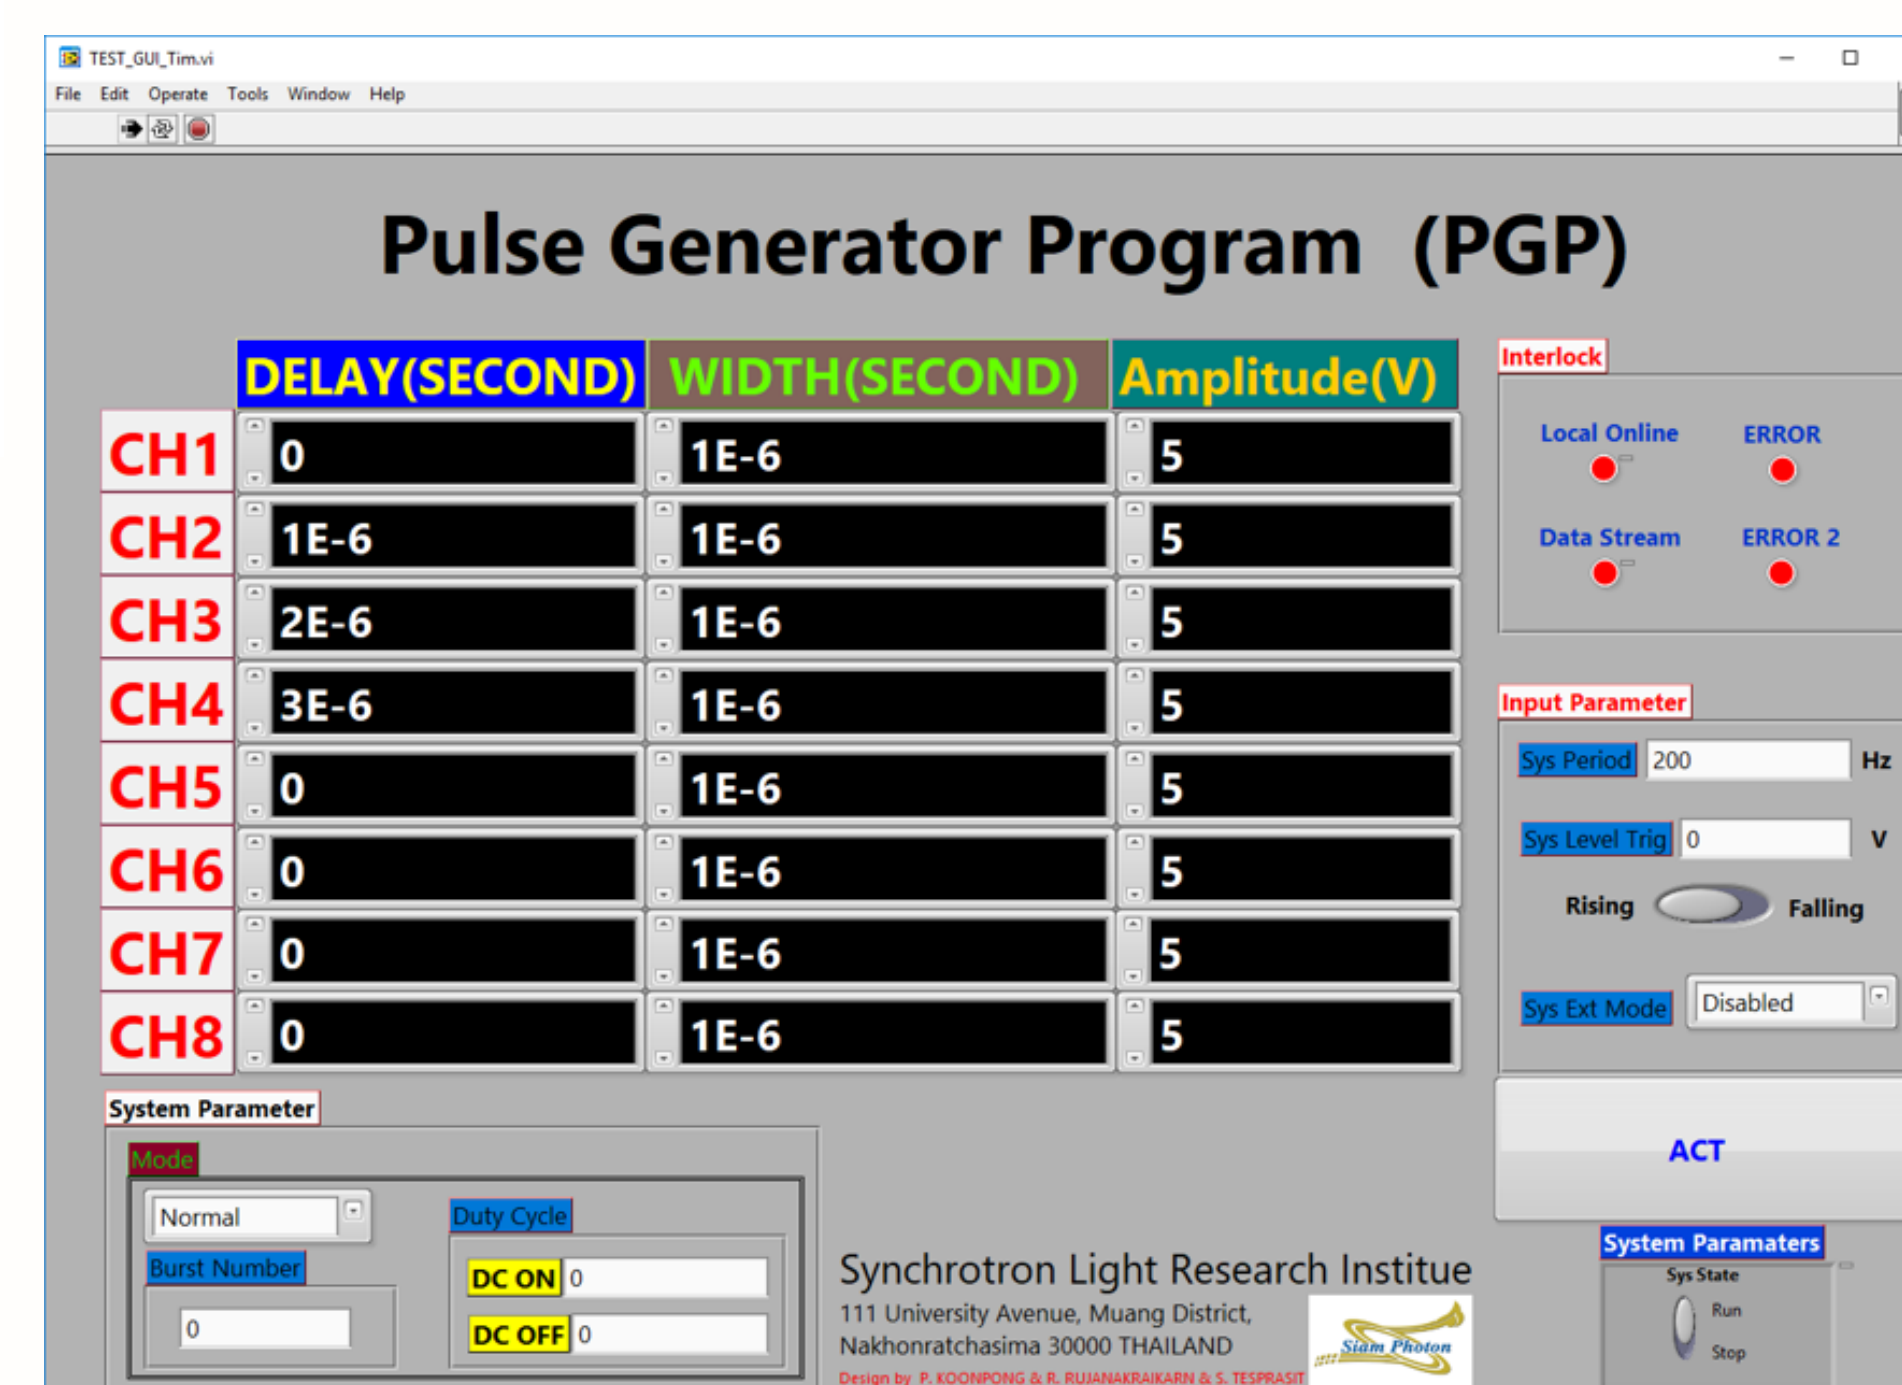 TEST_GUI_Tim.vi
File Edit Operate Tools Window Help
Pulse Generator Program (PGP)
DELAY(SECOND) WIDTH(SECOND) Amplitude(V)
CH1 0 1E-6 5
CH2 1E-6 1E-6 5
CH3 2E-6 1E-6 5
CH4 3E-6 1E-6 5
CH5 0 1E-6 5
CH6 0 1E-6 5
CH7 0 1E-6 5
CH8 0 1E-6 5
Interlock
Local Online ERROR
Data Stream ERROR 2
Input Parameter
Sys Period 200 Hz
Sys Level Trig 0 V
Rising Falling
Sys Ext Mode Disabled
ACT
System Parameter
Mode
Normal
Burst Number
0
Duty Cycle
DC ON 0
DC OFF 0
Synchrotron Light Research Institue
111 University Avenue, Muang District,
Nakhonratchasima 30000 THAILAND
Design by P. KOONPONG & R. RUJANAKRAIKARN & S. TESPRASIT
Siam Photon
System Paramaters
Sys State
Run
Stop